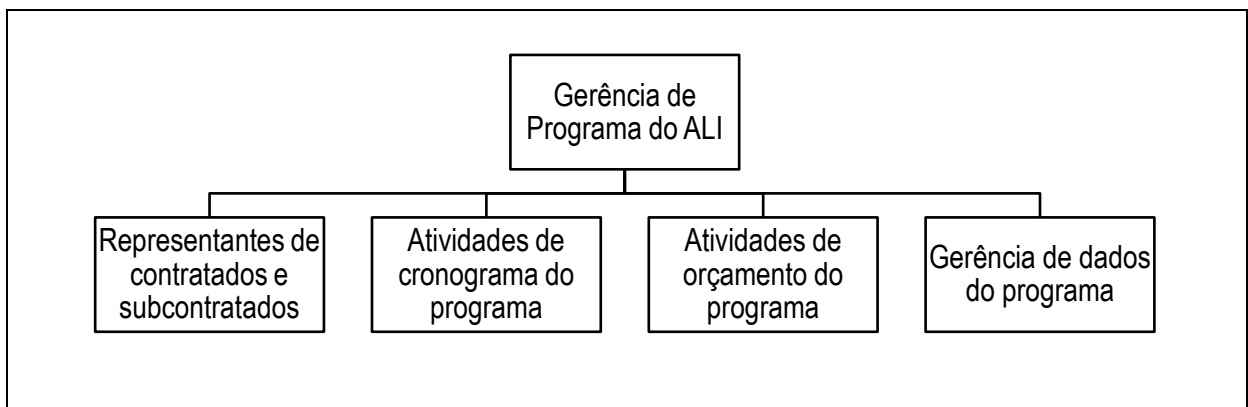 Gerência de
Programa do ALI
Representantes de
contratados e
subcontratados
Atividades de
cronograma do
programa
Atividades de
orçamento do
programa
Gerência de dados
do programa